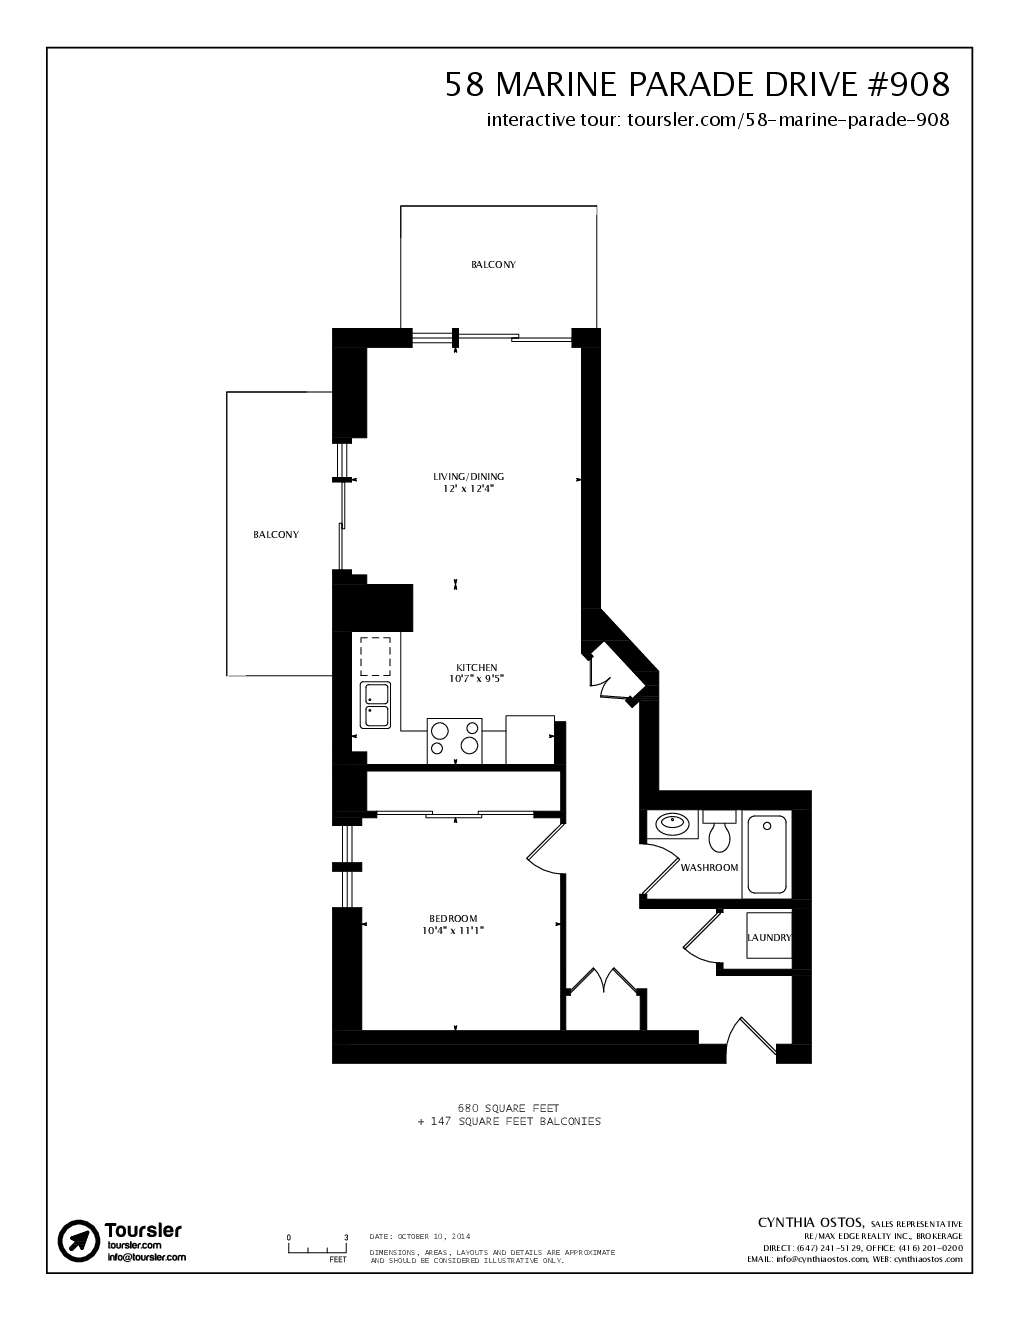 58 MARINE PARADE DRIVE #908
interactive tour: toursler.com/58-marine-parade-908
BALCONY
LIVING/DINING
12' x 12'4"
BALCONY
KITCHEN
10'7" x 9'5"
WASHROOM
BEDROOM
10'4" x 11'1"
LAUNDRY
680 SQUARE FEET
+ 147 SQUARE FEET BALCONIES
Toursler
toursler.com
info@toursler.com
0 3
FEET
DATE: OCTOBER 10, 2014
DIMENSIONS, AREAS, LAYOUTS AND DETAILS ARE APPROXIMATE
AND SHOULD BE CONSIDERED ILLUSTRATIVE ONLY.
CYNTHIA OSTOS, SALES REPRESENTATIVE
RE/MAX EDGE REALTY INC., BROKERAGE
DIRECT: (647) 241-5129, OFFICE: (416) 201-0200
EMAIL: info@cynthiaostos.com, WEB: cynthiaostos.com